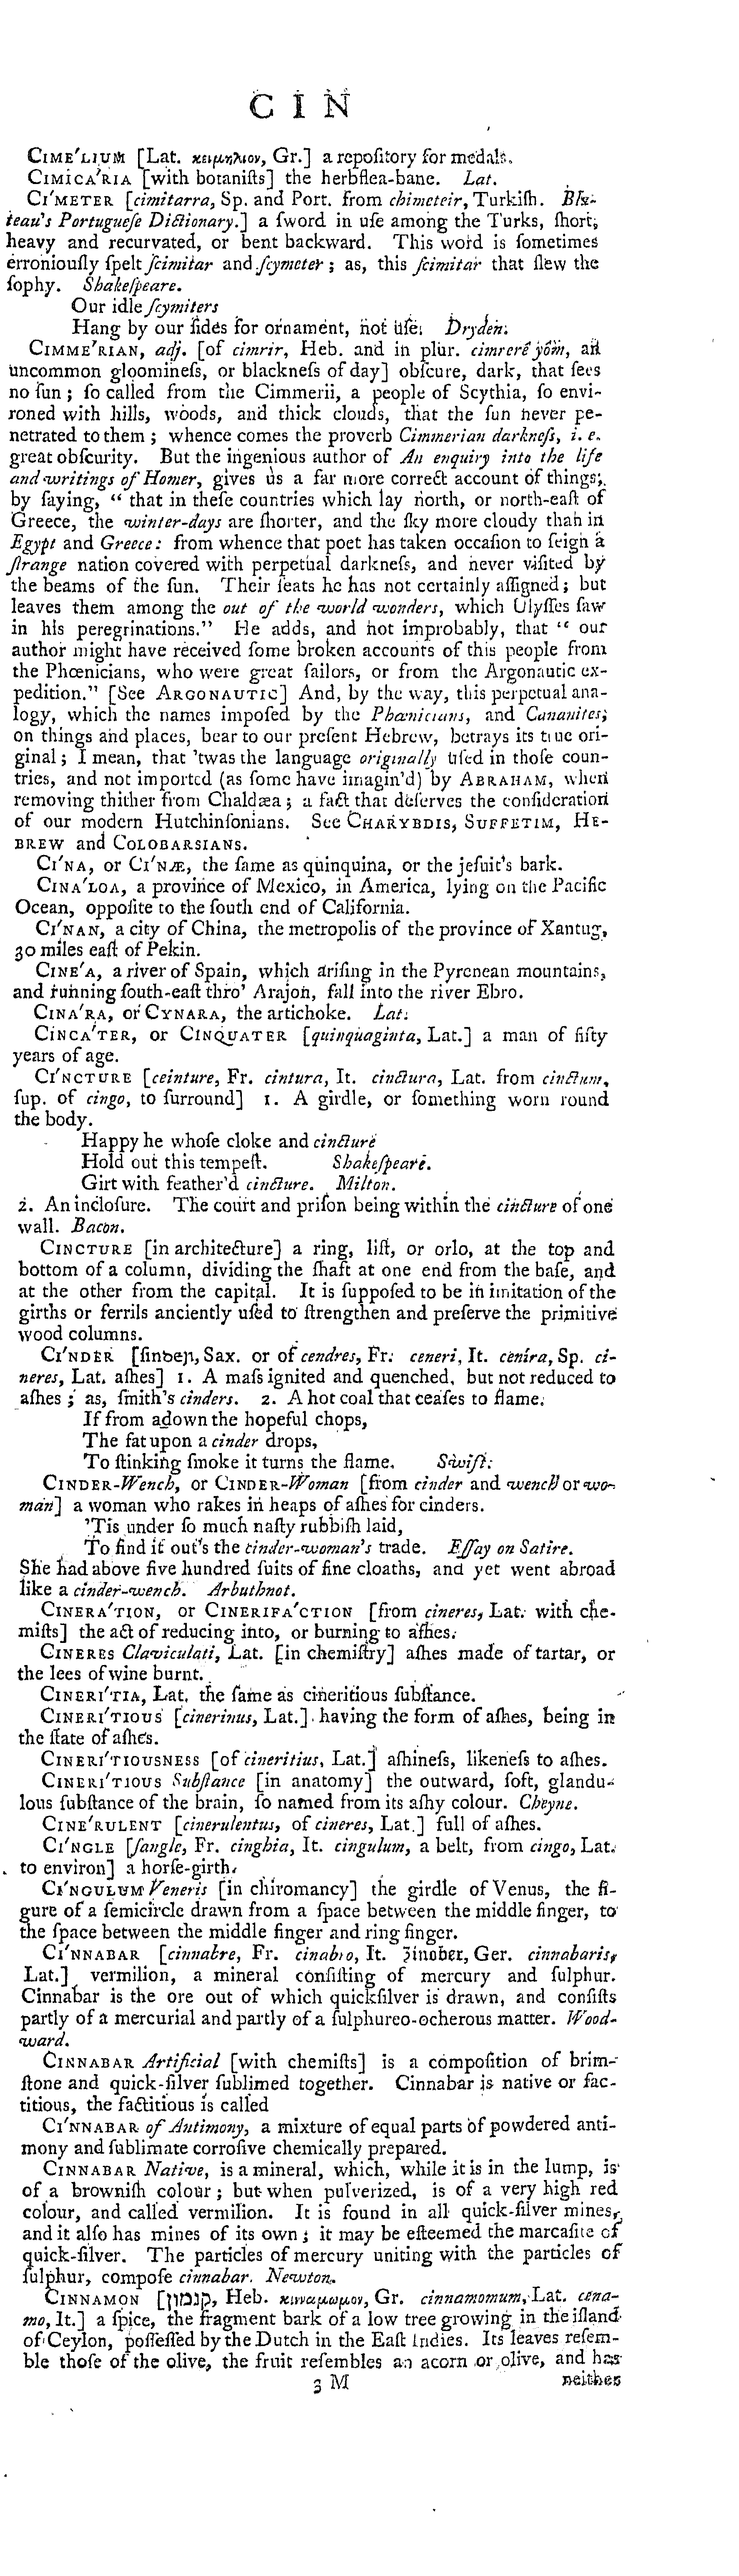 C I N
CIME′LIUM [Lat. κειμηλιον, Gr.] a repoſitory for medals.
CIMICA′RIA [with botaniſts] the herbflea-bane. Lat.
CI′METER [cimitarra, Sp. and Port. from chimeteir, Turkiſh. Blu-
teau's Portugueſe Dictionary.] a ſword in uſe among the Turks, ſhort,
heavy and recurvated, or bent backward. This word is ſometimes
erroniouſly ſpelt ſcimitar and ſcymeter; as, this ſcimitar that ſlew the
ſophy. Shakeſpeare.
Our idle ſcymiters
Hang by our ſides for ornament, not uſe. Dryden.
CIMME′RIAN, adj. [of cimrir, Heb. and in plur. cimrerê yôm, an
uncommon gloomineſs, or blackneſs of day] obſcure, dark, that ſees
no ſun; ſo called from the Cimmerii, a people of Scythia, ſo envi-
roned with hills, woods, and thick clouds, that the ſun never pe-
netrated to them; whence comes the proverb Cimmerian darkneſs, i. e.
great obſcurity. But the ingenious author of An enquiry into the life
and writings of Homer, gives us a far more correct account of things;
by ſaying, “ that in theſe countries which lay north, or north-eaſt of
Greece, the winter-days are ſhorter, and the ſky more cloudy than in
Egypt and Greece: from whence that poet has taken occaſion to feign a
ſtrange nation covered with perpetual darkneſs, and never viſited by
the beams of the ſun. Their ſeats he has not certainly aſſigned; but
leaves them among the out of the world wonders, which Ulyſſes ſaw
in his peregrinations.” He adds, and not improbably, that “ our
author might have received ſome broken accounts of this people from
the Phœnicians, who were great ſailors, or from the Argonautic ex-
pedition.” [See ARGONAUTIC] And, by the way, this perpetual ana-
logy, which the names impoſed by the Phœnicians, and Cananites,
on things and places, bear to our preſent Hebrew, betrays its true ori-
ginal; I mean, that 'twas the language originally uſed in thoſe coun-
tries, and not imported (as ſome have imagin'd) by ABRAHAM, when
removing thither from Chaldæa; a fact that deſerves the conſideration
of our modern Hutchinſonians. See CHARYBDIS, SUFFETIM, HE-
BREW and COLOBARSIANS.
CI′NA, or CI′NÆ, the ſame as quinquina, or the jeſuit's bark.
CINA′LOA, a province of Mexico, in America, lying on the Pacific
Ocean, oppoſite to the ſouth end of California.
CI′NAN, a city of China, the metropolis of the province of Xantug,
30 miles eaſt of Pekin.
CINE′A, a river of Spain, which ariſing in the Pyrenean mountains,
and running ſouth-eaſt thro' Arajon, fall into the river Ebro.
CINA′RA, or CYNARA, the artichoke. Lat.
CINCA′TER, or CINQUATER [quinquaginta, Lat.] a man of fifty
years of age.
CI′NCTURE [ceinture, Fr. cintura, It. cinctura, Lat. from cinctum,
ſup. of cingo, to ſurround] 1. A girdle, or ſomething worn round
the body.
Happy he whoſe cloke and cincture
Hold out this tempeſt. Shakeſpeare.
Girt with feather'd cincture. Milton.
2. An incloſure. The court and priſon being within the cincture of one
wall. Bacon.
CINCTURE [in architecture] a ring, liſt, or orlo, at the top and
bottom of a column, dividing the ſhaft at one end from the baſe, and
at the other from the capital. It is ſuppoſed to be in imitation of the
girths or ferrils anciently uſed to ſtrengthen and preſerve the primitive
wood columns.
CI′NDER [ſinꝺeꞃ, Sax. or of cendres, Fr. ceneri, It. cenira, Sp. ci-
neres, Lat. aſhes] 1. A maſs ignited and quenched, but not reduced to
aſhes; as, ſmith's cinders. 2. A hot coal that ceaſes to flame.
If from adown the hopeful chops,
The fat upon a cinder drops,
To ſtinking ſmoke it turns the flame. Swift.
CINDER-Wench, or CINDER-Woman [from cinder and wench or wo-
man] a woman who rakes in heaps of aſhes for cinders.
'Tis under ſo much naſty rubbiſh laid,
To find it out's the cinder-woman's trade. Eſſay on Satire.
She had above five hundred ſuits of fine cloaths, and yet went abroad
like a cinder-wench. Arbuthnot.
CINERA′TION, or CINERIFA′CTION [from cineres, Lat. with che-
miſts] the act of reducing into, or burning to aſhes.
CINERES Claviculati, Lat. [in chemiſtry] aſhes made of tartar, or
the lees of wine burnt.
CINERI′TIA, Lat. the ſame as cineritious ſubſtance.
CINERI′TIOUS [cinerinus, Lat.] having the form of aſhes, being in
the ſtate of aſhes.
CINERI′TIOUSNESS [of cineritius, Lat.] aſhineſs, likeneſs to aſhes.
CINERI′TIOUS Subſtance [in anatomy] the outward, ſoft, glandu-
lous ſubſtance of the brain, ſo named from its aſhy colour. Cheyne.
CINE′RULENT [cinerulentus, of cineres, Lat.] full of aſhes.
CI′NGLE [ſangle, Fr. cinghia, It. cingulum, a belt, from cingo, Lat.
to environ] a horſe-girth.
CI′NGULUM Veneris [in chiromancy] the girdle of Venus, the fi-
gure of a ſemicircle drawn from a ſpace between the middle finger, to
the ſpace between the middle finger and ring finger.
CI′NNABAR [cinnabre, Fr. cinabro, It. Zinober, Ger. cinnabaris,
Lat.] vermilion, a mineral conſiſting of mercury and ſulphur.
Cinnabar is the ore out of which quickſilver is drawn, and conſiſts
partly of a mercurial and partly of a ſulphureo-ocherous matter. Wood-
ward.
CINNABAR Artificial [with chemiſts] is a compoſition of brim-
ſtone and quick-ſilver ſublimed together. Cinnabar is native or fac-
titious, the factitious is called
CI′NNABAR of Antimony, a mixture of equal parts of powdered anti-
mony and ſublimate corroſive chemically prepared.
CINNABAR Native, is a mineral, which, while it is in the lump, is
of a browniſh colour; but when pulverized, is of a very high red
colour, and called vermilion. It is found in all quick-ſilver mines,
and it alſo has mines of its own; it may be eſteemed the marcaſite of
quick-ſilver. The particles of mercury uniting with the particles of
ſulphur, compoſe cinnabar. Newton.
CINNAMON [קנמון, Heb. κινναμωμον, Gr. cinnamomum, Lat. cena-
mo, It.] a ſpice, the fragment bark of a low tree growing in the iſland
of Ceylon, poſſeſſed by the Dutch in the Eaſt Indies. Its leaves reſem-
ble thoſe of the olive, the fruit reſembles an acorn or olive, and has
3 M neither